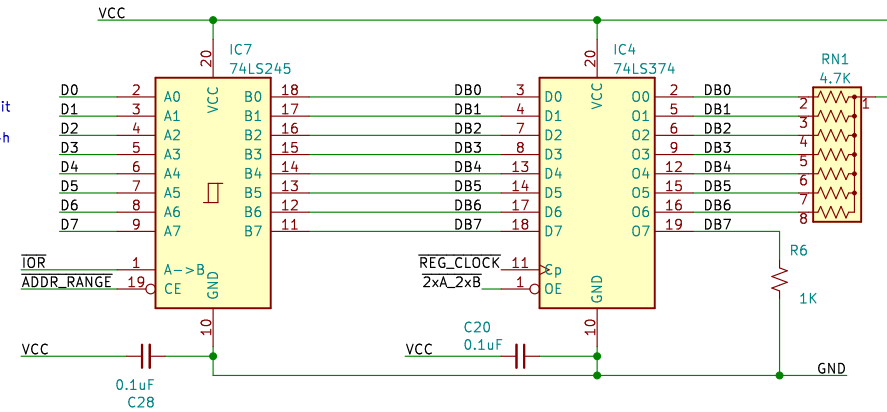 VCC
20
IC7
74LS245
20
IC4
74LS374
RN1
4.7K
it
-h
D0 2 A0 VCC B0 18 DB0 3 D0 VCC O0 2 DB0 2 1
D1 3 A1 B1 17 DB1 4 D1 O1 5 DB1 3
D2 4 A2 B2 16 DB2 7 D2 O2 6 DB2 4
D3 5 A3 B3 15 DB3 8 D3 O3 9 DB3 5
D4 6 A4 B4 14 DB4 13 D4 O4 12 DB4 6
D5 7 A5 B5 13 DB5 14 D5 O5 15 DB5 7
D6 8 A6 B6 12 DB6 17 D6 O6 16 DB6 8
D7 9 A7 B7 11 DB7 18 D7 O7 19 DB7
IOR 1 A->B GND
ADDR_RANGE 19 CE
REG_CLOCK 11 Cp GND
2xA_2xB 1 OE
R6
1K
10
10
VCC
0.1uF
C28
C20
0.1uF
VCC
GND